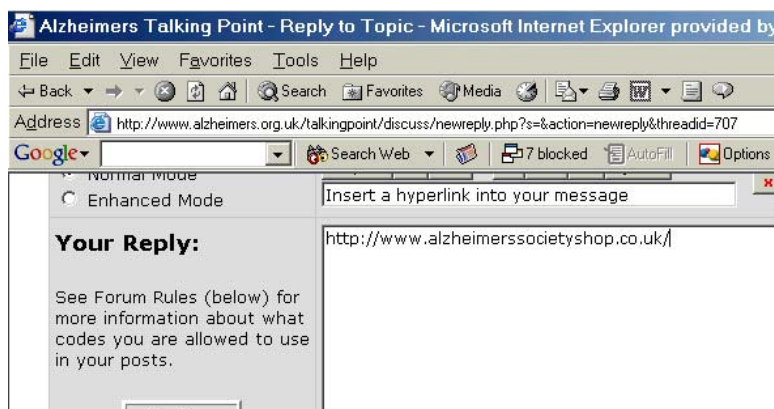 Alzheimers Talking Point - Reply to Topic - Microsoft Internet Explorer provided by
File Edit View Favorites Tools Help
Back Search Favorites Media
Address http://www.alzheimers.org.uk/talkingpoint/discuss/newreply.php?s=&action=newreply&threadid=707
Google Search Web 7 blocked AutoFill Options
Normal Mode
Enhanced Mode Insert a hyperlink into your message
Your Reply: http://www.alzheimerssocietyshop.co.uk/
See Forum Rules (below) for
more information about what
codes you are allowed to use
in your posts.